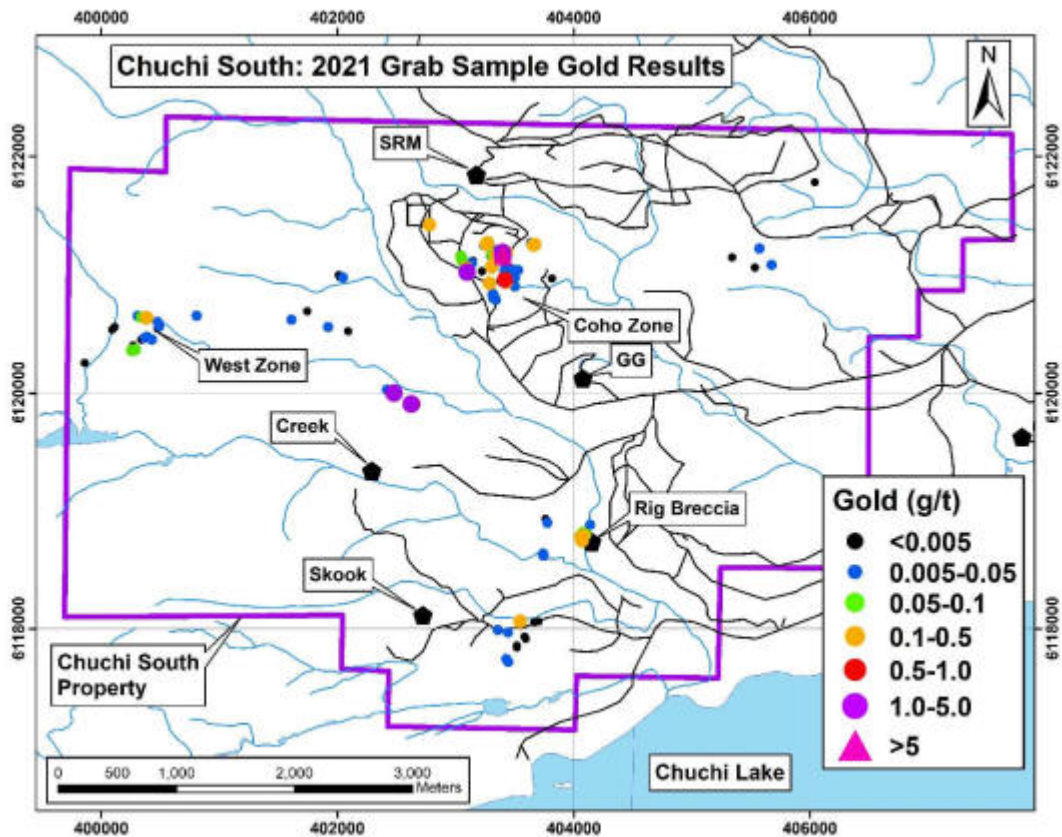 400000 402000 404000 406000
Chuchi South: 2021 Grab Sample Gold Results
N
SRM
6122000
6122000
Coho Zone
West Zone
GG
6120000
6120000
Creek
Rig Breccia
Skook
6118000
6118000
Chuchi South
Property
Gold (g/t)
<0.005
0.005-0.05
0.05-0.1
0.1-0.5
0.5-1.0
1.0-5.0
>5
Chuchi Lake
0 500 1,000 2,000 3,000
Meters
400000 402000 404000 406000